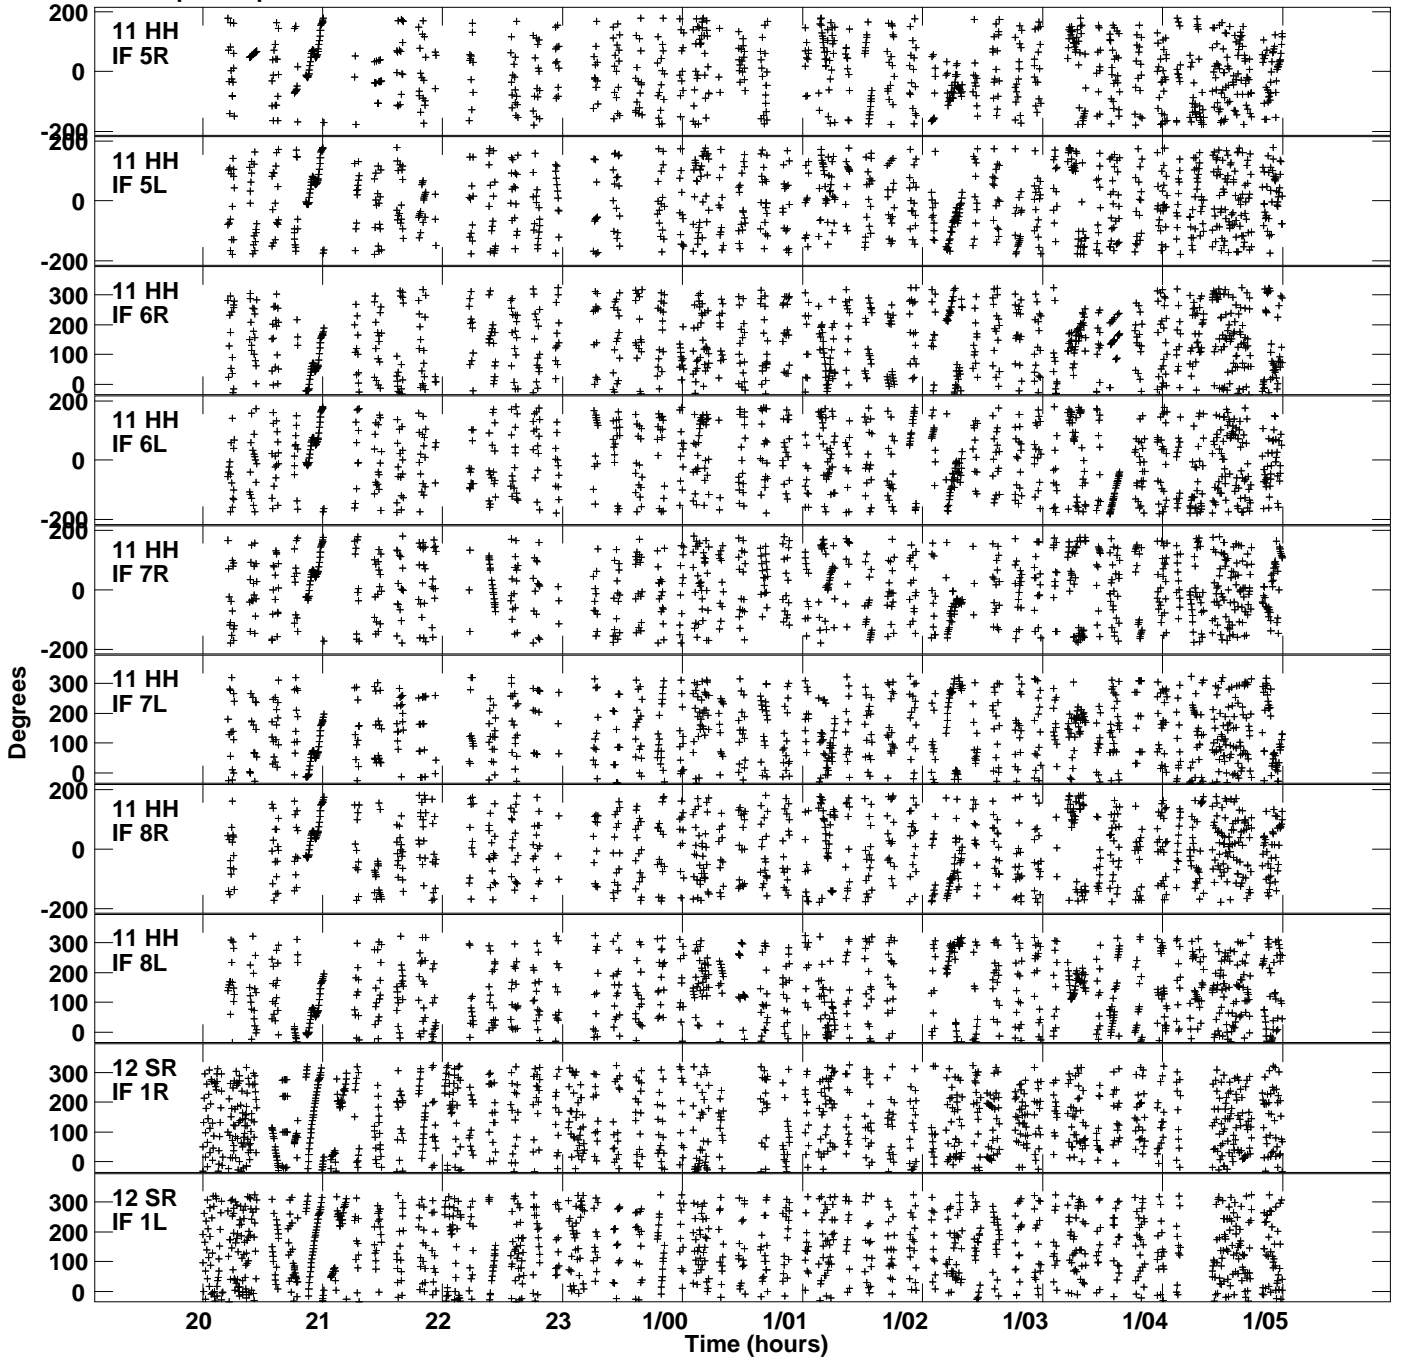 200
11 HH
IF 5R
0
-200
200
11 HH
IF 5L
0
-200
11 HH
IF 6R
300
200
100
0
200
11 HH
IF 6L
0
-200
200
11 HH
IF 7R
0
-200
11 HH
IF 7L
300
200
100
0
200
11 HH
IF 8R
0
-200
11 HH
IF 8L
300
200
100
0
12 SR
IF 1R
300
200
100
0
12 SR
IF 1L
300
200
100
0
Degrees
20 21 22 23 1/00 1/01 1/02 1/03 1/04 1/05
Time (hours)